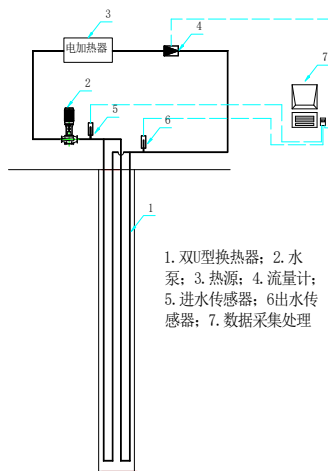 3
电加热器
4
2
5
6
7
1
1.双U型换热器；2.水
泵；3.热源；4.流量计；
5.进水传感器；6出水传
感器；7.数据采集处理